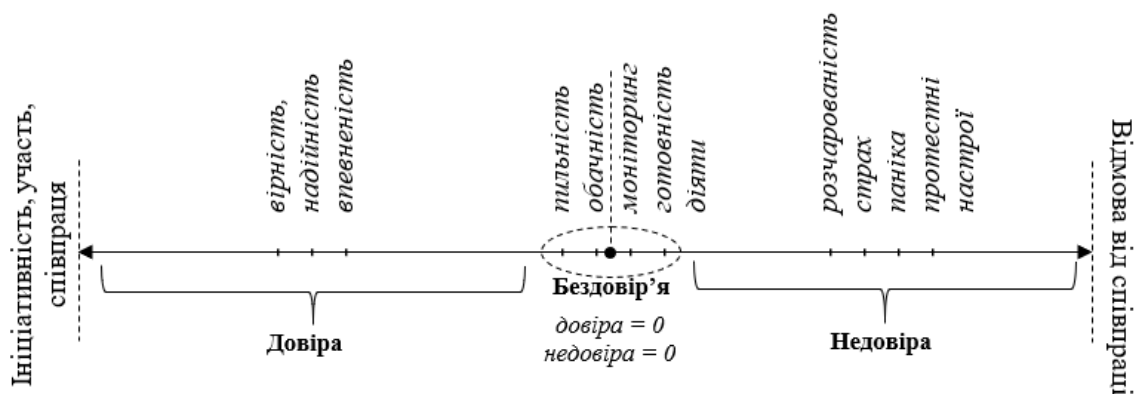 Ініціативність, участь,
співпраця
вірність,
надійність
впевненість
пильність
обачність
моніторинг
готовність
діяти
розчарованість
страх
паніка
протестні
настрої
Відмова від співпраці
Довіра
Бездовір’я
довіра = 0
недовіра = 0
Недовіра